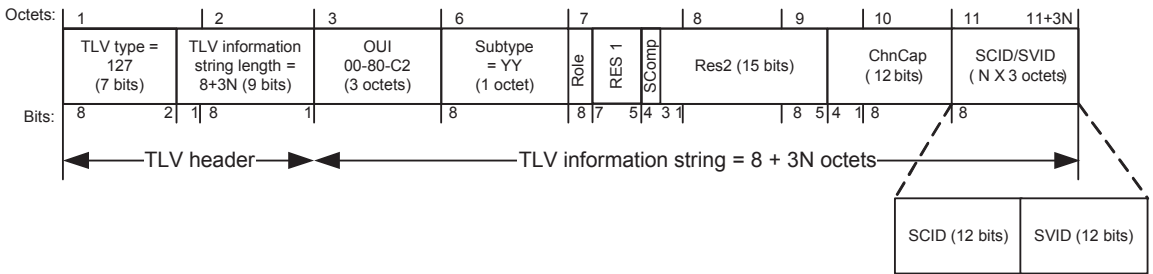 Octets: 1 2 3 6 7 8 9 10 11 11+3N
TLV type =
127
(7 bits)
TLV information
string length =
8+3N (9 bits)
OUI
00-80-C2
(3 octets)
Subtype
= YY
(1 octet)
Role
RES 1
SComp
Res2 (15 bits)
ChnCap
(12 bits)
SCID/SVID
( N X 3 octets)
Bits: 8 2 1 8 1 8 8 7 5 4 3 1 8 5 4 1 8 8
TLV header
TLV information string = 8 + 3N octets
SCID (12 bits)
SVID (12 bits)